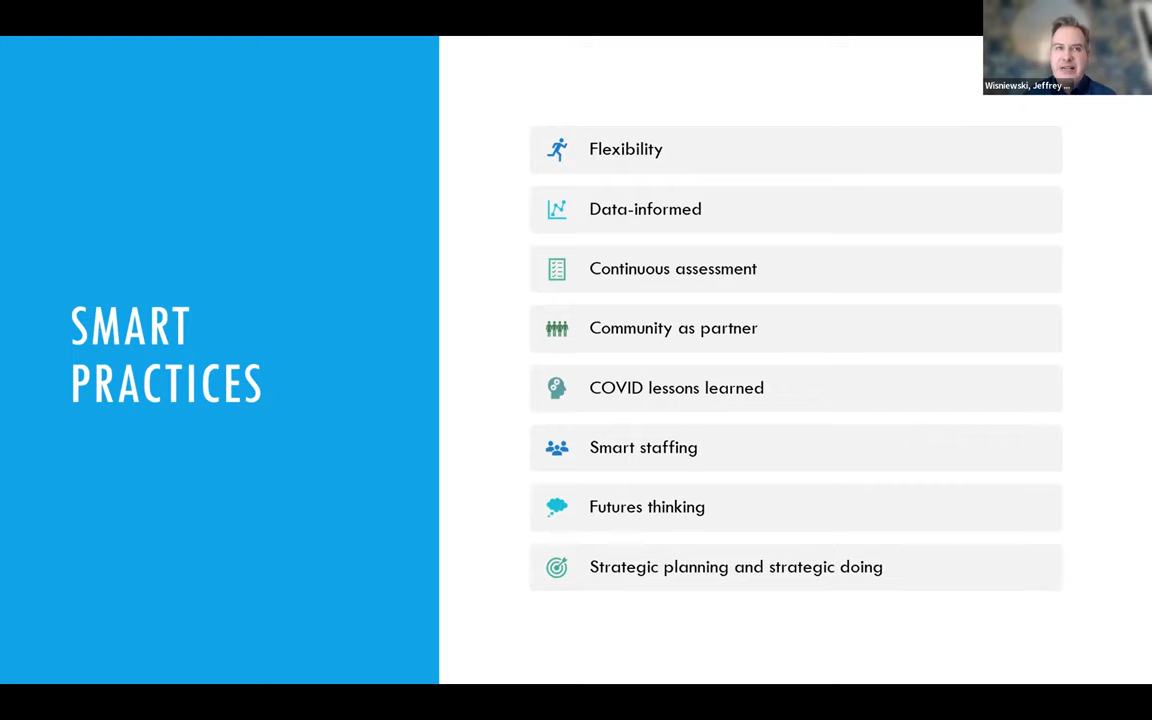 Wisniewski, Jeffrey ...
SMART
PRACTICES
Flexibility
Data-informed
Continuous assessment
Community as partner
COVID lessons learned
Smart staffing
Futures thinking
Strategic planning and strategic doing